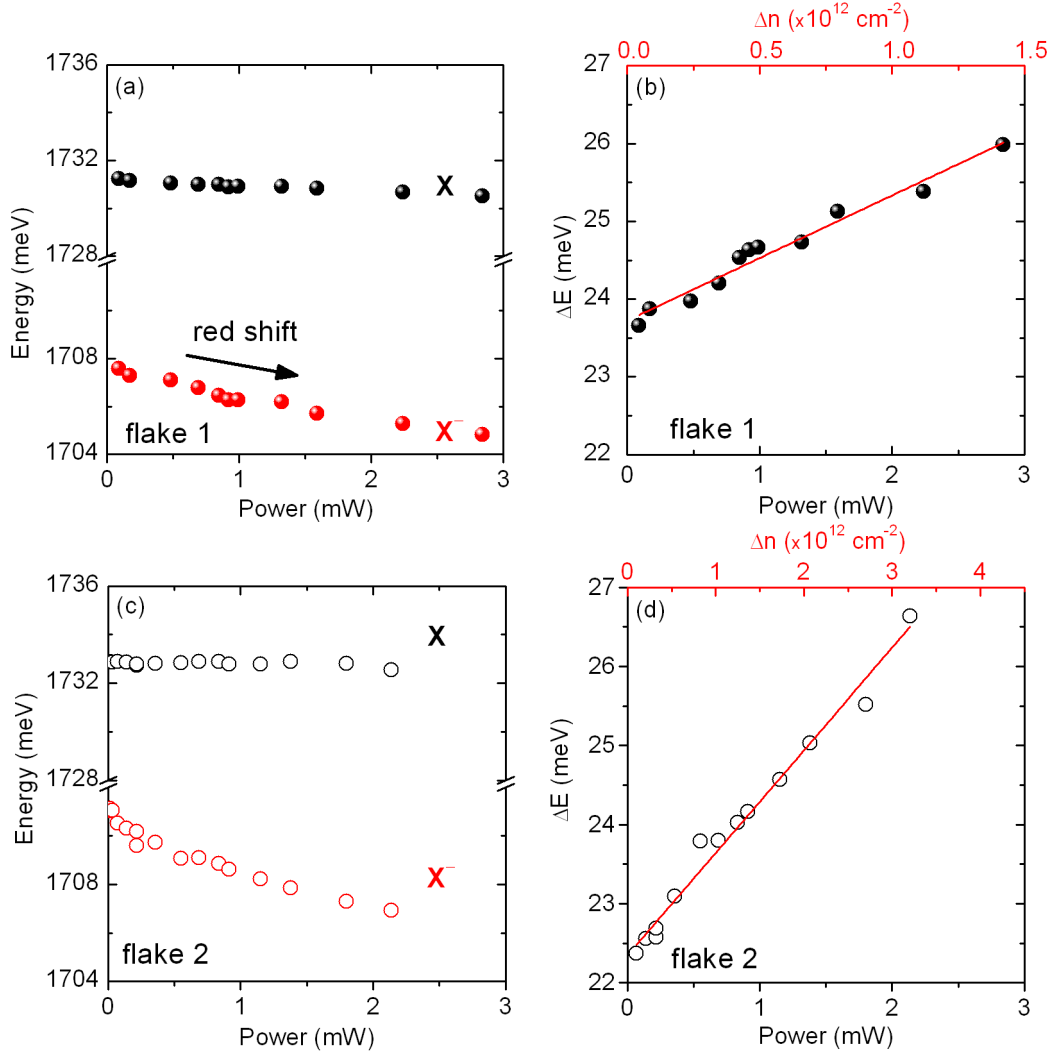 (a)
1736
1732
1728
1708
1704
Energy (meV)
X
red shift
X⁻
flake 1
0 1 2 3
Power (mW)
Δn (x10¹² cm⁻²)
0.0 0.5 1.0 1.5
(b)
27
26
25
24
23
22
ΔE (meV)
flake 1
0 1 2 3
Power (mW)
(c)
1736
1732
1728
1708
1704
Energy (meV)
X
X⁻
flake 2
0 1 2 3
Power (mW)
Δn (x10¹² cm⁻²)
0 1 2 3 4
(d)
27
26
25
24
23
22
ΔE (meV)
flake 2
0 1 2 3
Power (mW)